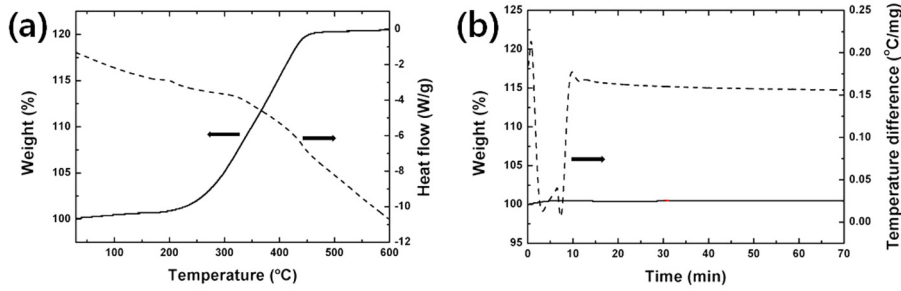 (a)
120
115
110
105
100
Weight (%)
0
-2
-4
-6
-8
-10
-12
Heat flow (W/g)
100 200 300 400 500 600
Temperature (°C)
(b)
125
120
115
110
105
100
95
Weight (%)
0.25
0.20
0.15
0.10
0.05
0.00
Temperature difference (°C/mg)
0 10 20 30 40 50 60 70
Time (min)